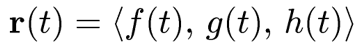 r(t) = ⟨f(t), g(t), h(t)⟩